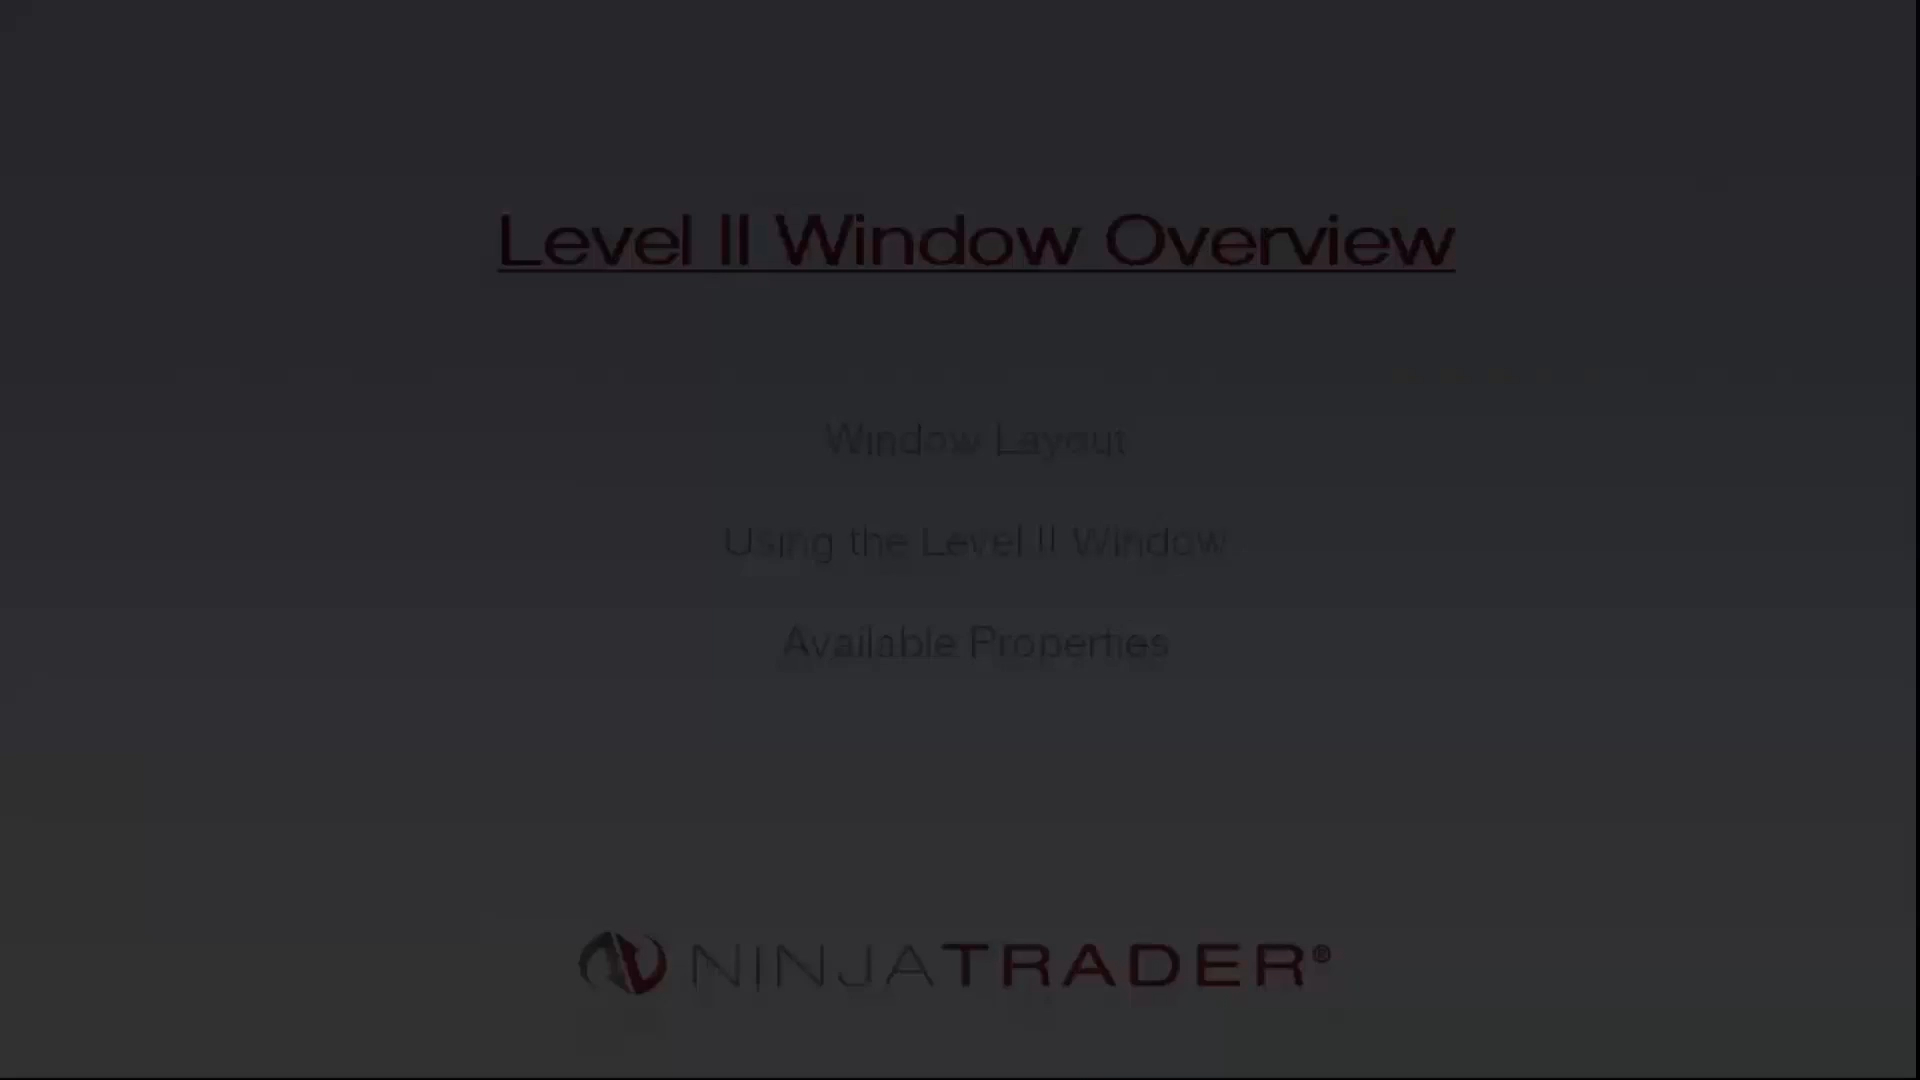 Level II Window Overview
Window Layout
Using the Level II Window
Available Properties
NINJATRADER®